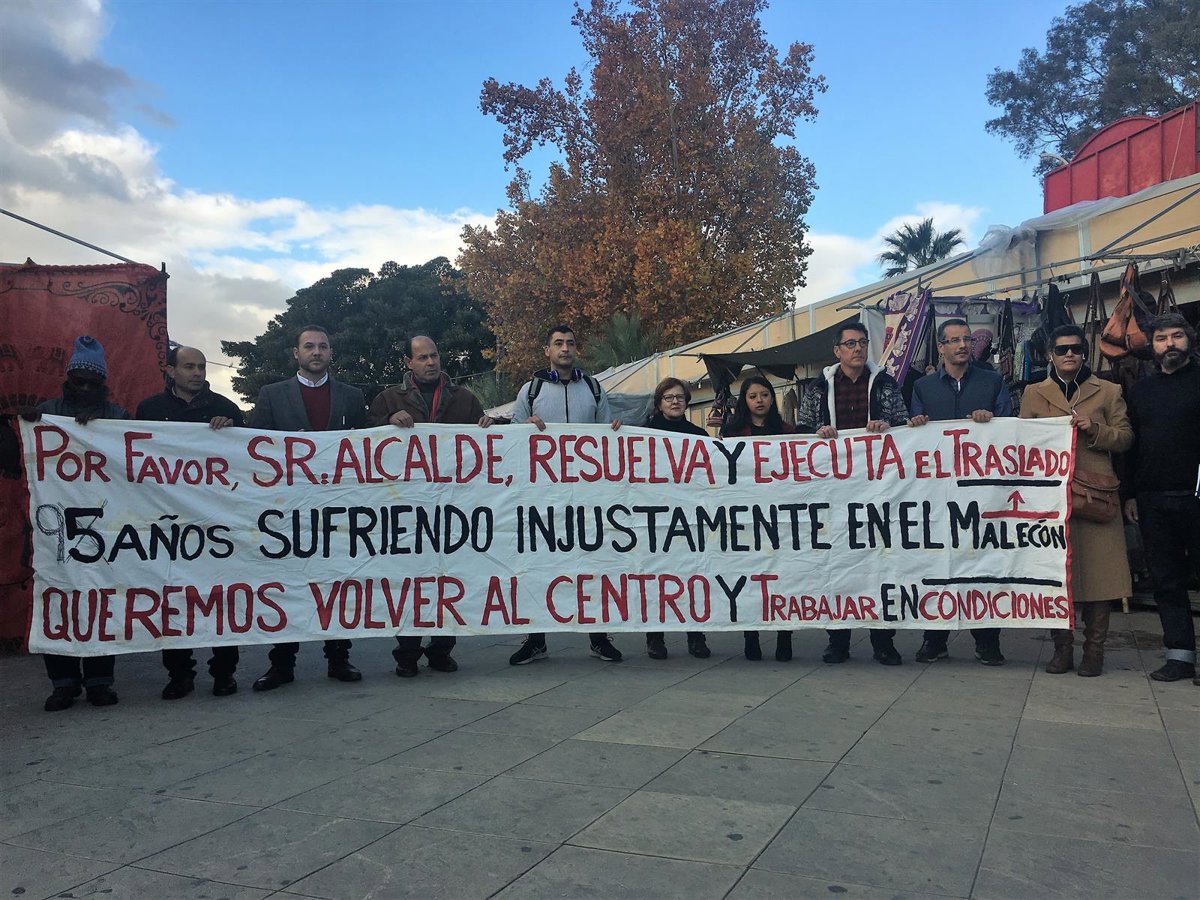 POR FAVOR, SR. ALCALDE, RESUELVA Y EJECUTA EL TRASLADO
95 AÑOS SUFRIENDO INJUSTAMENTE EN EL MALECÓN
QUEREMOS VOLVER AL CENTRO Y TRABAJAR EN CONDICIONES